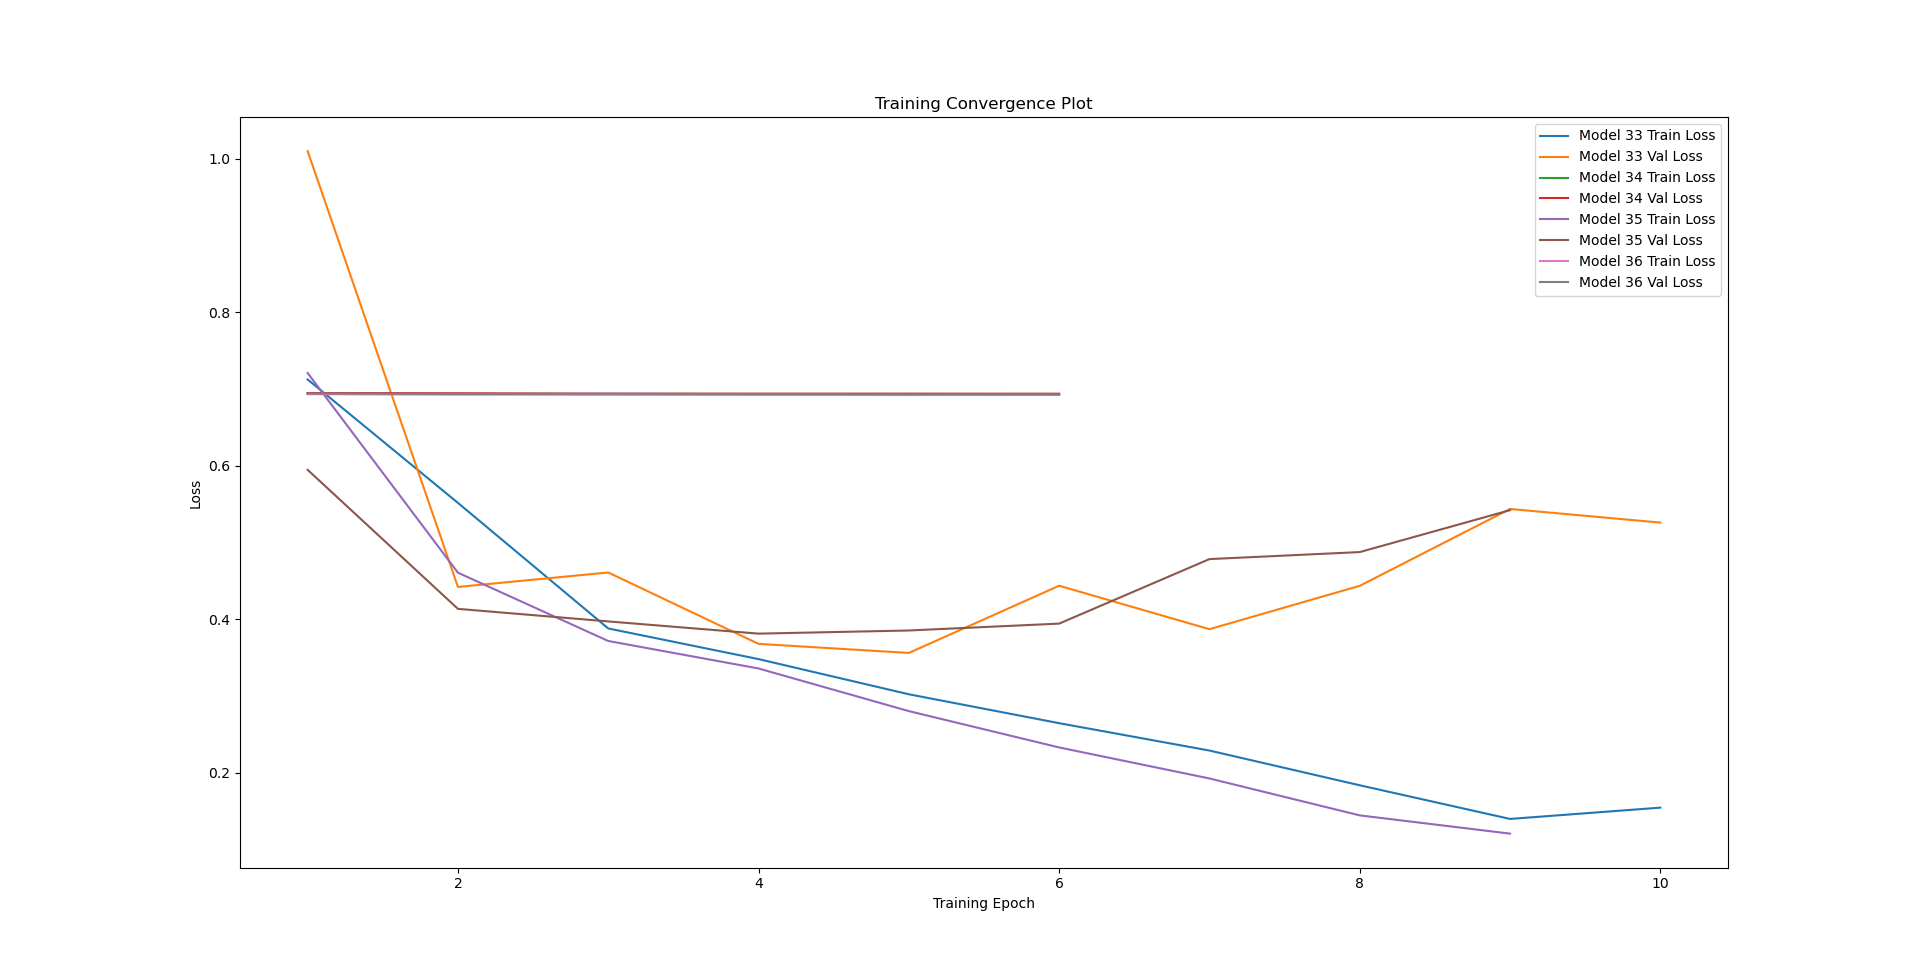 Training Convergence Plot
Model 33 Train Loss
Model 33 Val Loss
Model 34 Train Loss
Model 34 Val Loss
Model 35 Train Loss
Model 35 Val Loss
Model 36 Train Loss
Model 36 Val Loss
1.0
0.8
0.6
0.4
0.2
Loss
2 4 6 8 10
Training Epoch